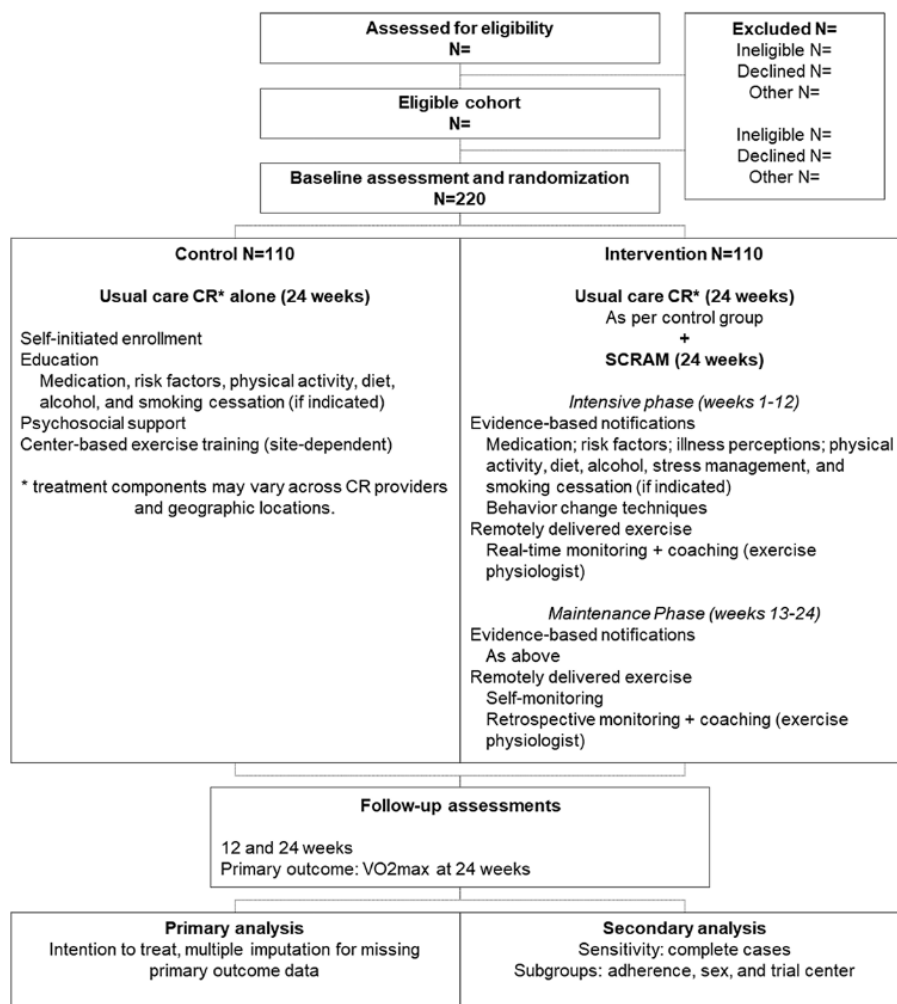 Assessed for eligibility
N=
Excluded N=
Ineligible N=
Declined N=
Other N=
Ineligible N=
Declined N=
Other N=
Eligible cohort
N=
Baseline assessment and randomization
N=220
Control N=110
Usual care CR* alone (24 weeks)
Self-initiated enrollment
Education
Medication, risk factors, physical activity, diet,
alcohol, and smoking cessation (if indicated)
Psychosocial support
Center-based exercise training (site-dependent)
* treatment components may vary across CR providers
and geographic locations.
Intervention N=110
Usual care CR* (24 weeks)
As per control group
+
SCRAM (24 weeks)
Intensive phase (weeks 1-12)
Evidence-based notifications
Medication; risk factors; illness perceptions; physical
activity, diet, alcohol, stress management, and
smoking cessation (if indicated)
Behavior change techniques
Remotely delivered exercise
Real-time monitoring + coaching (exercise
physiologist)
Maintenance Phase (weeks 13-24)
Evidence-based notifications
As above
Remotely delivered exercise
Self-monitoring
Retrospective monitoring + coaching (exercise
physiologist)
Follow-up assessments
12 and 24 weeks
Primary outcome: VO2max at 24 weeks
Primary analysis
Intention to treat, multiple imputation for missing
primary outcome data
Secondary analysis
Sensitivity: complete cases
Subgroups: adherence, sex, and trial center